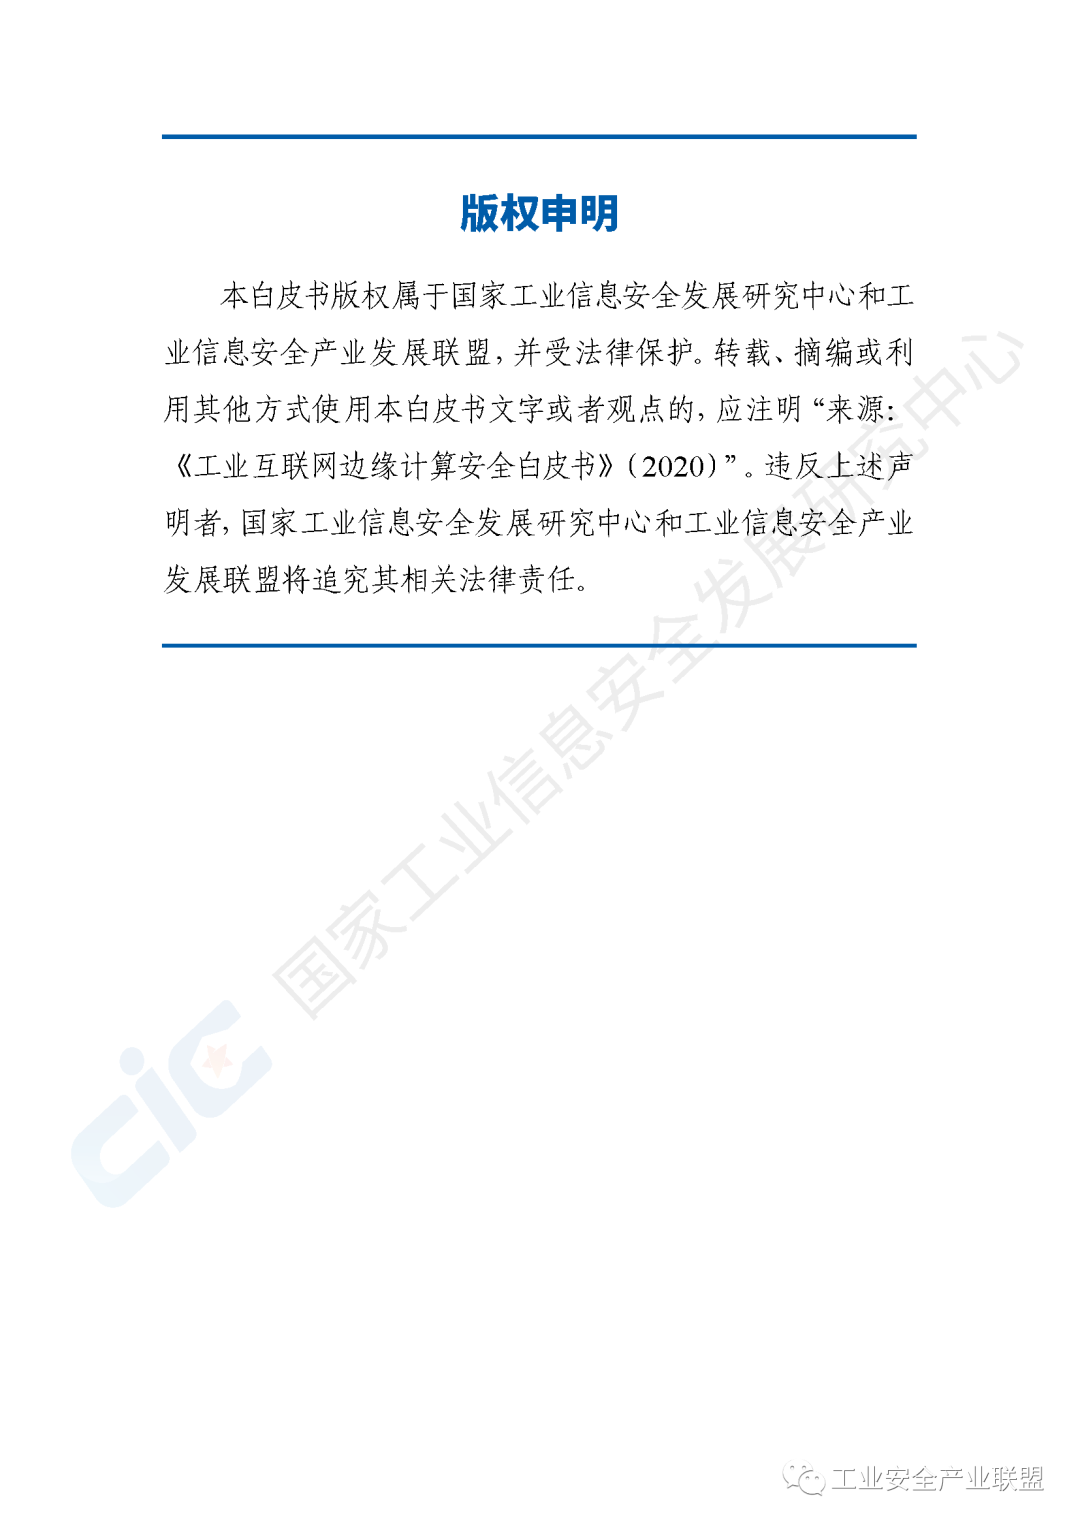 版权申明
本白皮书版权属于国家工业信息安全发展研究中心和工
业信息安全产业发展联盟，并受法律保护。转载、摘编或利
用其他方式使用本白皮书文字或者观点的，应注明“来源：
《工业互联网边缘计算安全白皮书》（2020）”。违反上述声
明者，国家工业信息安全发展研究中心和工业信息安全产业
发展联盟将追究其相关法律责任。
国家工业信息安全发展研究中心
CIC
工业安全产业联盟